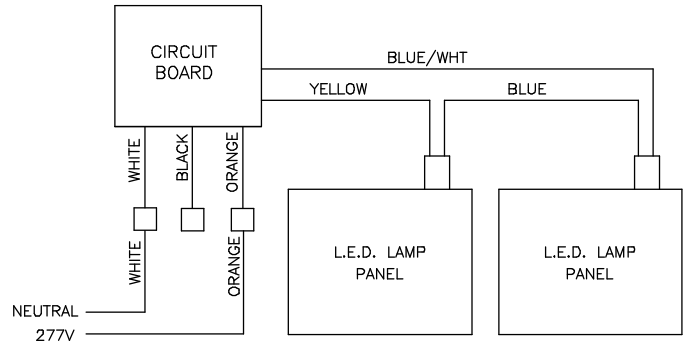 CIRCUIT
BOARD
BLUE/WHT
YELLOW
BLUE
WHITE
BLACK
ORANGE
WHITE
ORANGE
L.E.D. LAMP
PANEL
L.E.D. LAMP
PANEL
NEUTRAL
277V